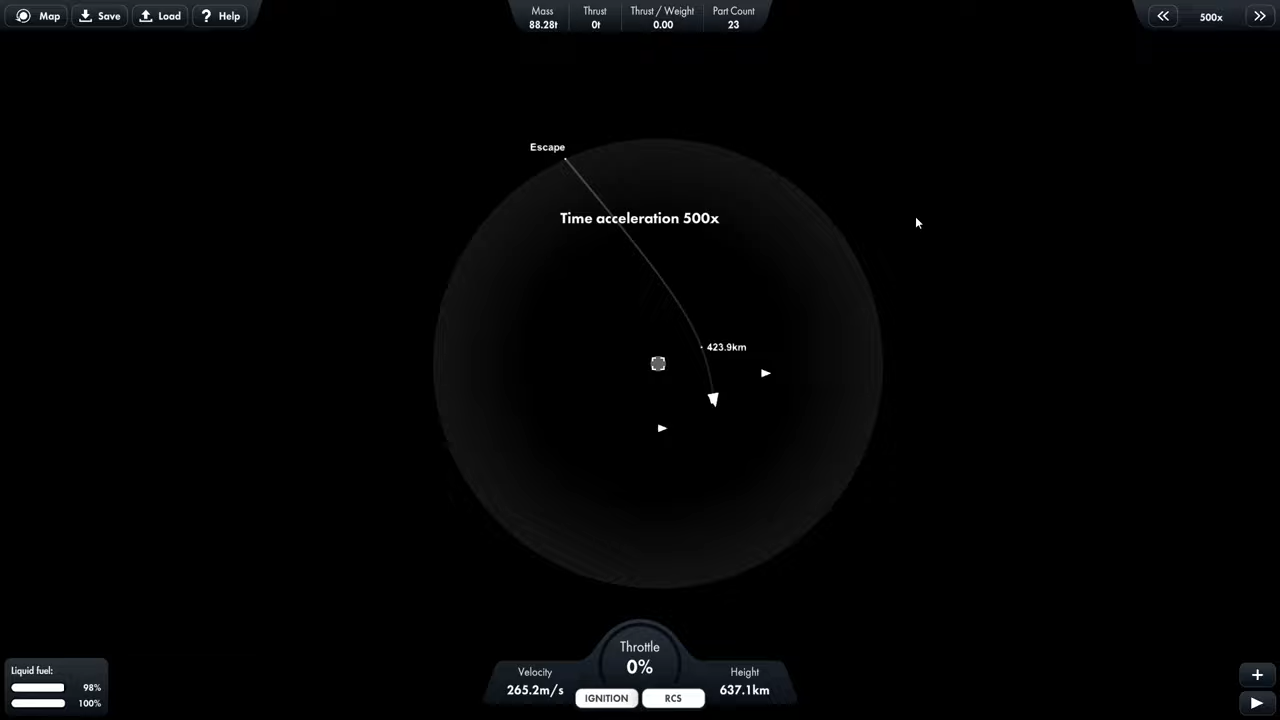 Map
Save
Load
Help
Mass
88.28t
Thrust
0t
Thrust / Weight
0.00
Part Count
23
500x
Escape
Time acceleration 500x
423.9km
Throttle
0%
Velocity
265.2m/s
Height
637.1km
IGNITION
RCS
Liquid fuel:
98%
100%